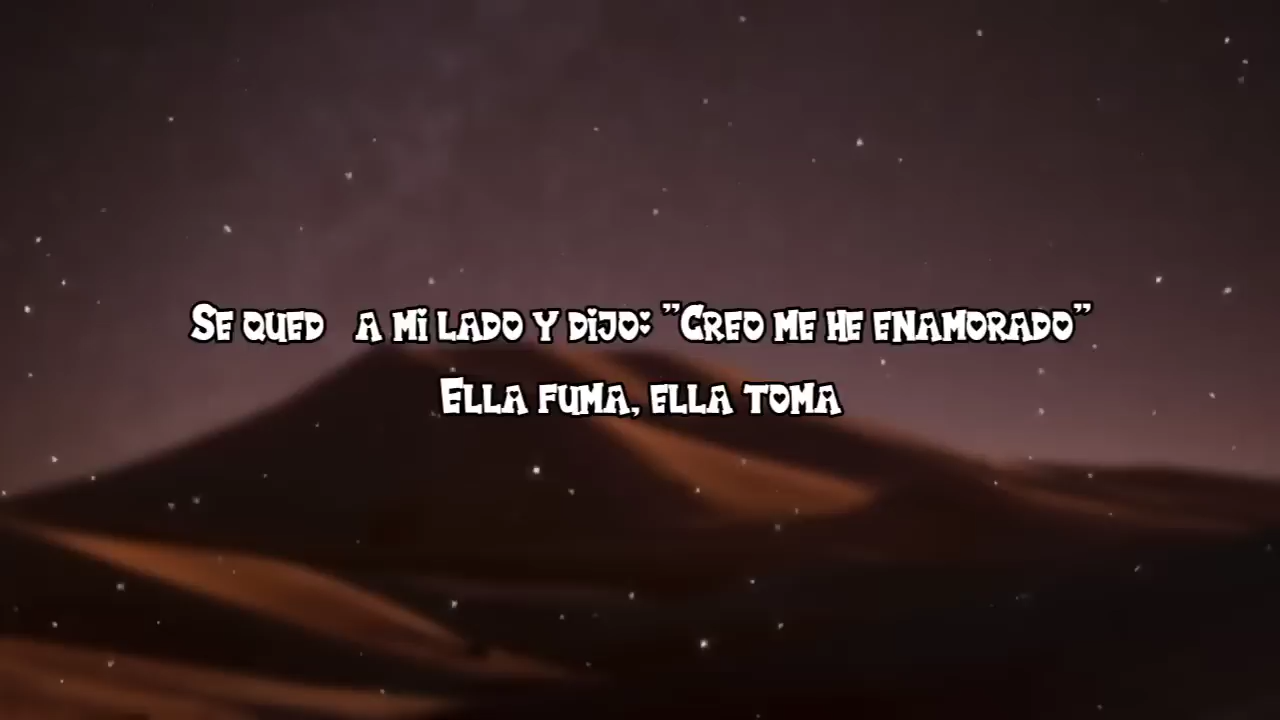 Se qued a mi lado y dijo: "Creo me he enamorado"
Ella fuma, ella toma